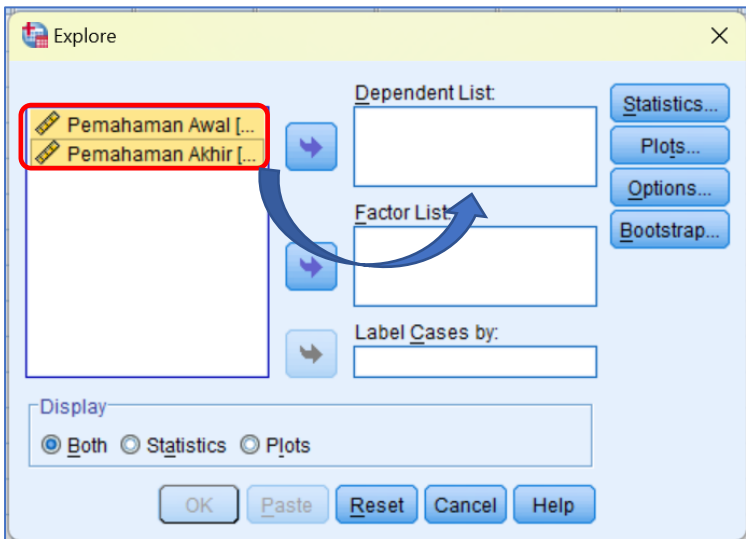 Explore
Dependent List:
Pemahaman Awal [...
Pemahaman Akhir [...
Statistics...
Plots...
Options...
Bootstrap...
Factor List:
Label Cases by:
Display
Both Statistics Plots
OK Paste Reset Cancel Help